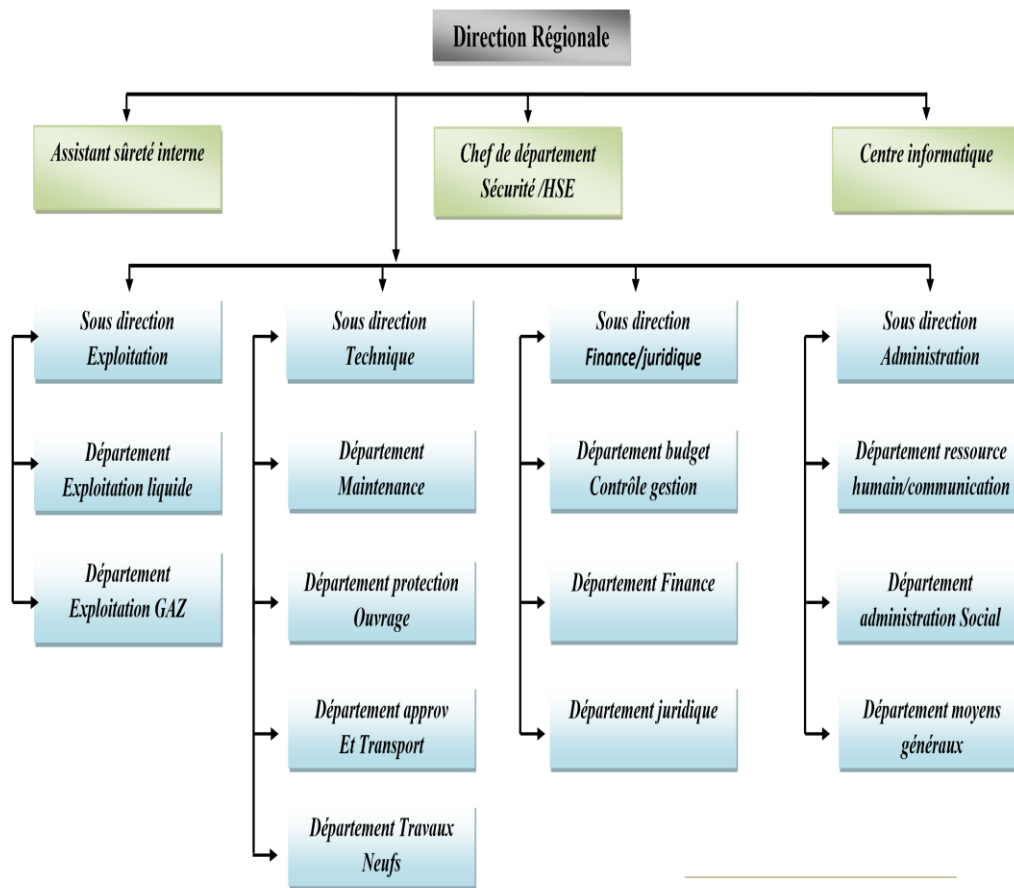 Direction Régionale
Assistant sûreté interne
Chef de département
Sécurité /HSE
Centre informatique
Sous direction
Exploitation
Département
Exploitation liquide
Département
Exploitation GAZ
Sous direction
Technique
Département
Maintenance
Département protection
Ouvrage
Département approv
Et Transport
Département Travaux
Neufs
Sous direction
Finance/juridique
Département budget
Contrôle gestion
Département Finance
Département juridique
Sous direction
Administration
Département ressource
humain/communication
Département
administration Social
Département moyens
généraux